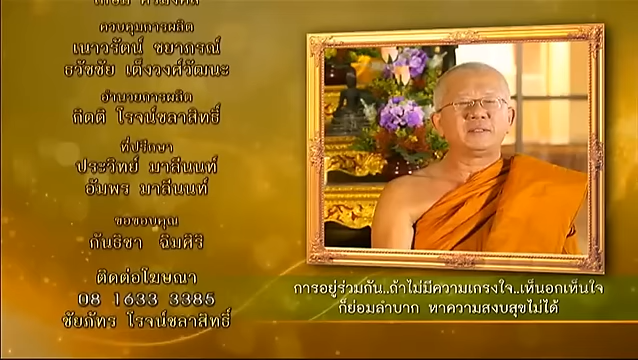 ควบคุมการผลิต
เนาวรัตน์ ชยาภรณ์
ธวัชชัย เต็งวงศ์วัฒนะ
อำนวยการผลิต
กิตติ โรจน์ชลาสิทธิ์
ที่ปรึกษา
ประวิทย์ มาลีนนท์
อัมพร มาลีนนท์
ขอขอบคุณ
กันธิชา ฉิมศิริ
ติดต่อโฆษณา
08 1633 3385
ชัยภัทร โรจน์ชลาสิทธิ์
การอยู่ร่วมกัน..ถ้าไม่มีความเกรงใจ..เห็นอกเห็นใจ
ก็ย่อมลำบาก หาความสงบสุขไม่ได้